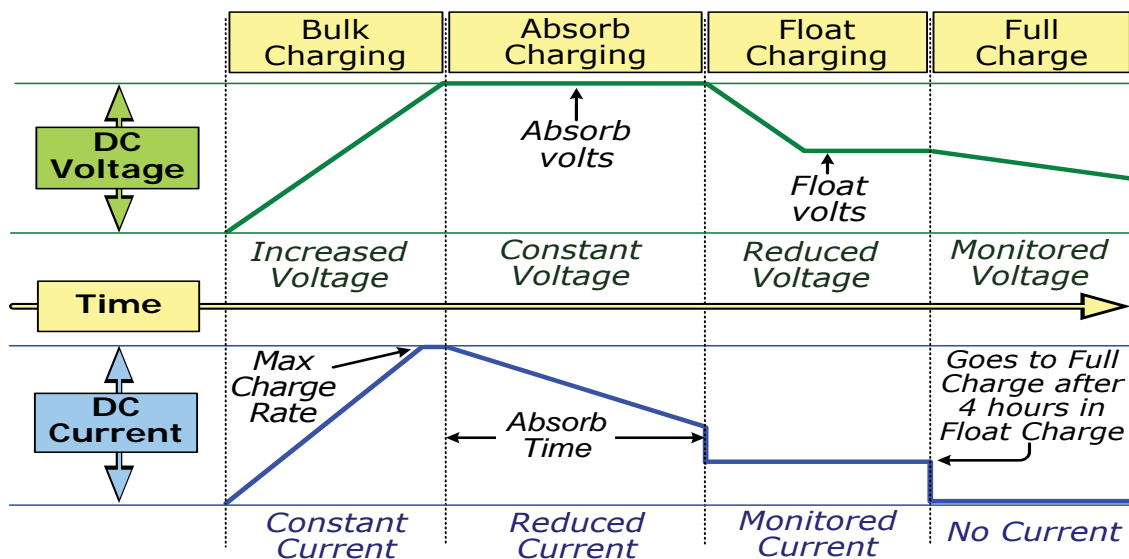 Bulk
Charging
Absorb
Charging
Float
Charging
Full
Charge
DC
Voltage
Absorb
volts
Float
volts
Increased
Voltage
Constant
Voltage
Reduced
Voltage
Monitored
Voltage
Time
DC
Current
Max
Charge
Rate
Absorb
Time
Goes to Full
Charge after
4 hours in
Float Charge
Constant
Current
Reduced
Current
Monitored
Current
No Current